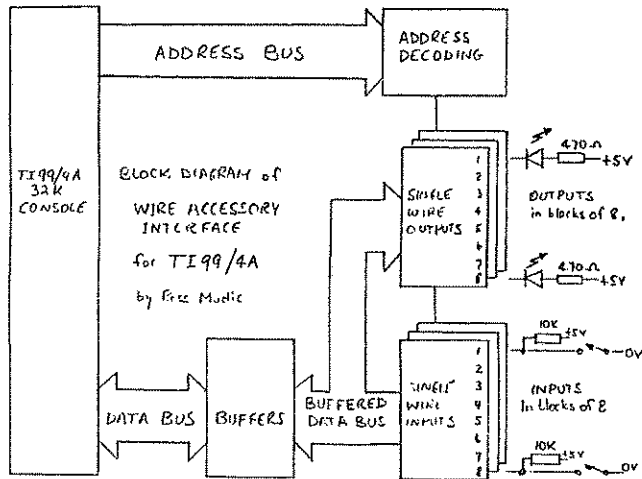 ADDRESS BUS
ADDRESS
DECODING
TI99/4A
32K
CONSOLE
BLOCK DIAGRAM of
WIRE ACCESSORY
INTERFACE
for TI99/4A
by
SINGLE
WIRE
OUTPUTS
1
2
3
4
5
6
7
8
470Ω
+5V
OUTPUTS
in blocks of 8,
470Ω
+5V
DATA BUS
BUFFERS
BUFFERED
DATA BUS
SINGLE
WIRE
INPUTS
1
2
3
4
5
6
7
8
10K
+5V
0V
INPUTS
In blocks of 8
10K
+5V
0V